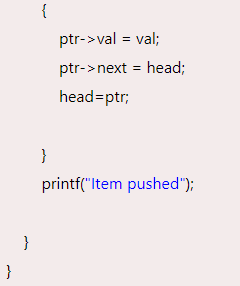 {
ptr->val = val;
ptr->next = head;
head=ptr;
}
printf("Item pushed");
}
}